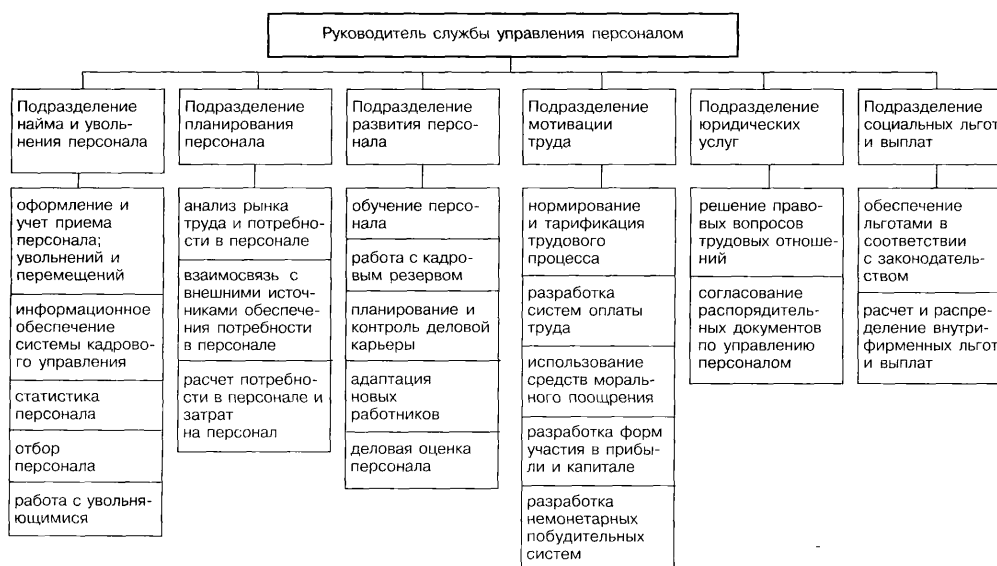 Руководитель службы управления персоналом
Подразделение
найма и уволь-
нения персонала
Подразделение
планирования
персонала
Подразделение
развития персо-
нала
Подразделение
мотивации
труда
Подразделение
юридических
услуг
Подразделение
социальных льгот
и выплат
оформление и
учет приема
персонала;
увольнений и
перемещений
информационное
обеспечение
системы кадрово-
го управления
статистика
персонала
отбор
персонала
работа с увольня-
ющимися
анализ рынка
труда и потребно-
сти в персонале
взаимосвязь с
внешними источ-
никами обеспече-
ния потребности
в персонале
расчет потребно-
сти в персонале и
затрат
на персонал
обучение персо-
нала
работа с кадро-
вым резервом
планирование и
контроль деловой
карьеры
адаптация
новых
работников
деловая оценка
персонала
нормирование
и тарификация
трудового
процесса
разработка
систем оплаты
труда
использование
средств мораль-
ного поощрения
разработка форм
участия в прибы-
ли и капитале
разработка
немонетарных
побудительных
систем
решение право-
вых вопросов
трудовых отноше-
ний
согласование
распорядитель-
ных документов
по управлению
персоналом
обеспечение
льготами в
соответствии
с законодатель-
ством
расчет и распре-
деление внутри-
фирменных льгот
и выплат